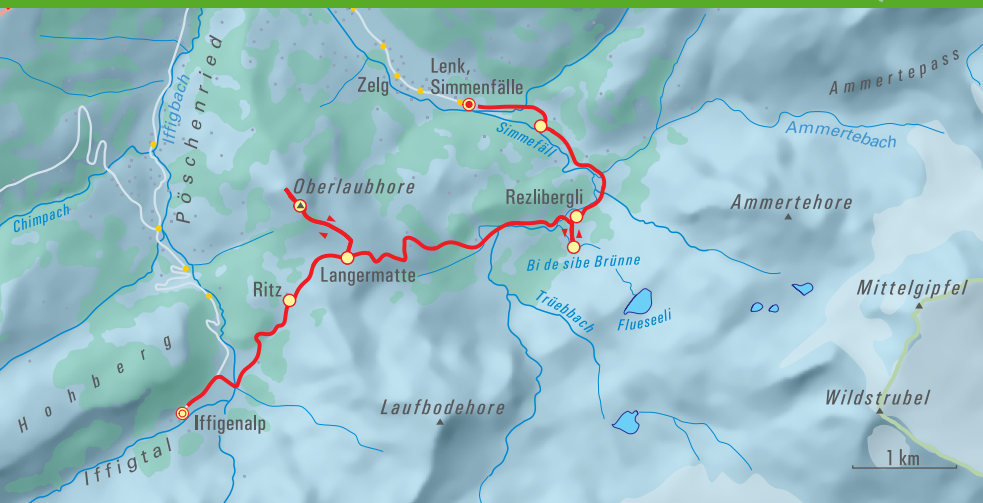 Lenk,
Simmenfälle
Zelg
Ammertepass
Iffigbach
Pöschenried
Simmefäll
Ammertebach
Oberlaubhore
Rezlibergli
Ammertehore
Chimpach
Bi de sibe Brünne
Langermatte
Ritz
Trüebbach
Flueseeli
Mittelgipfel
Hohberg
Laufbodehore
Wildstrubel
Iffigenalp
Iffigtal
1 km